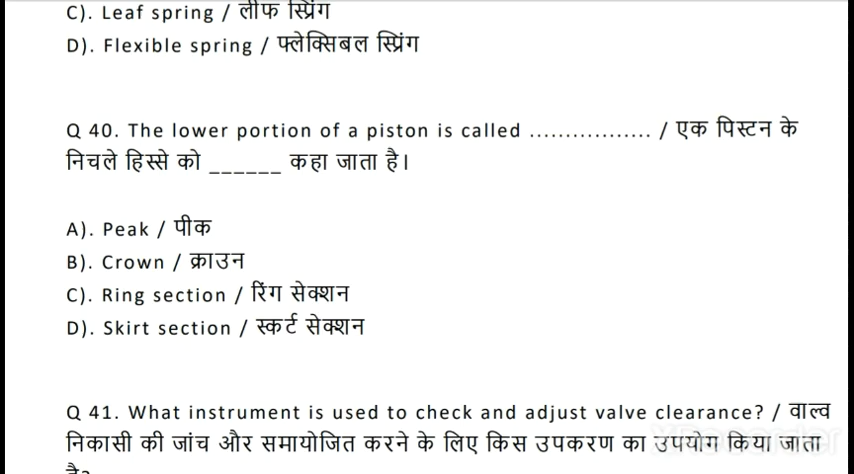 C). Leaf spring / लीफ स्प्रिंग
D). Flexible spring / फ्लेक्सिबल स्प्रिंग
Q 40. The lower portion of a piston is called ................. / एक पिस्टन के
निचले हिस्से को ______ कहा जाता है।
A). Peak / पीक
B). Crown / क्राउन
C). Ring section / रिंग सेक्शन
D). Skirt section / स्कर्ट सेक्शन
Q 41. What instrument is used to check and adjust valve clearance? / वाल्व
निकासी की जांच और समायोजित करने के लिए किस उपकरण का उपयोग किया जाता